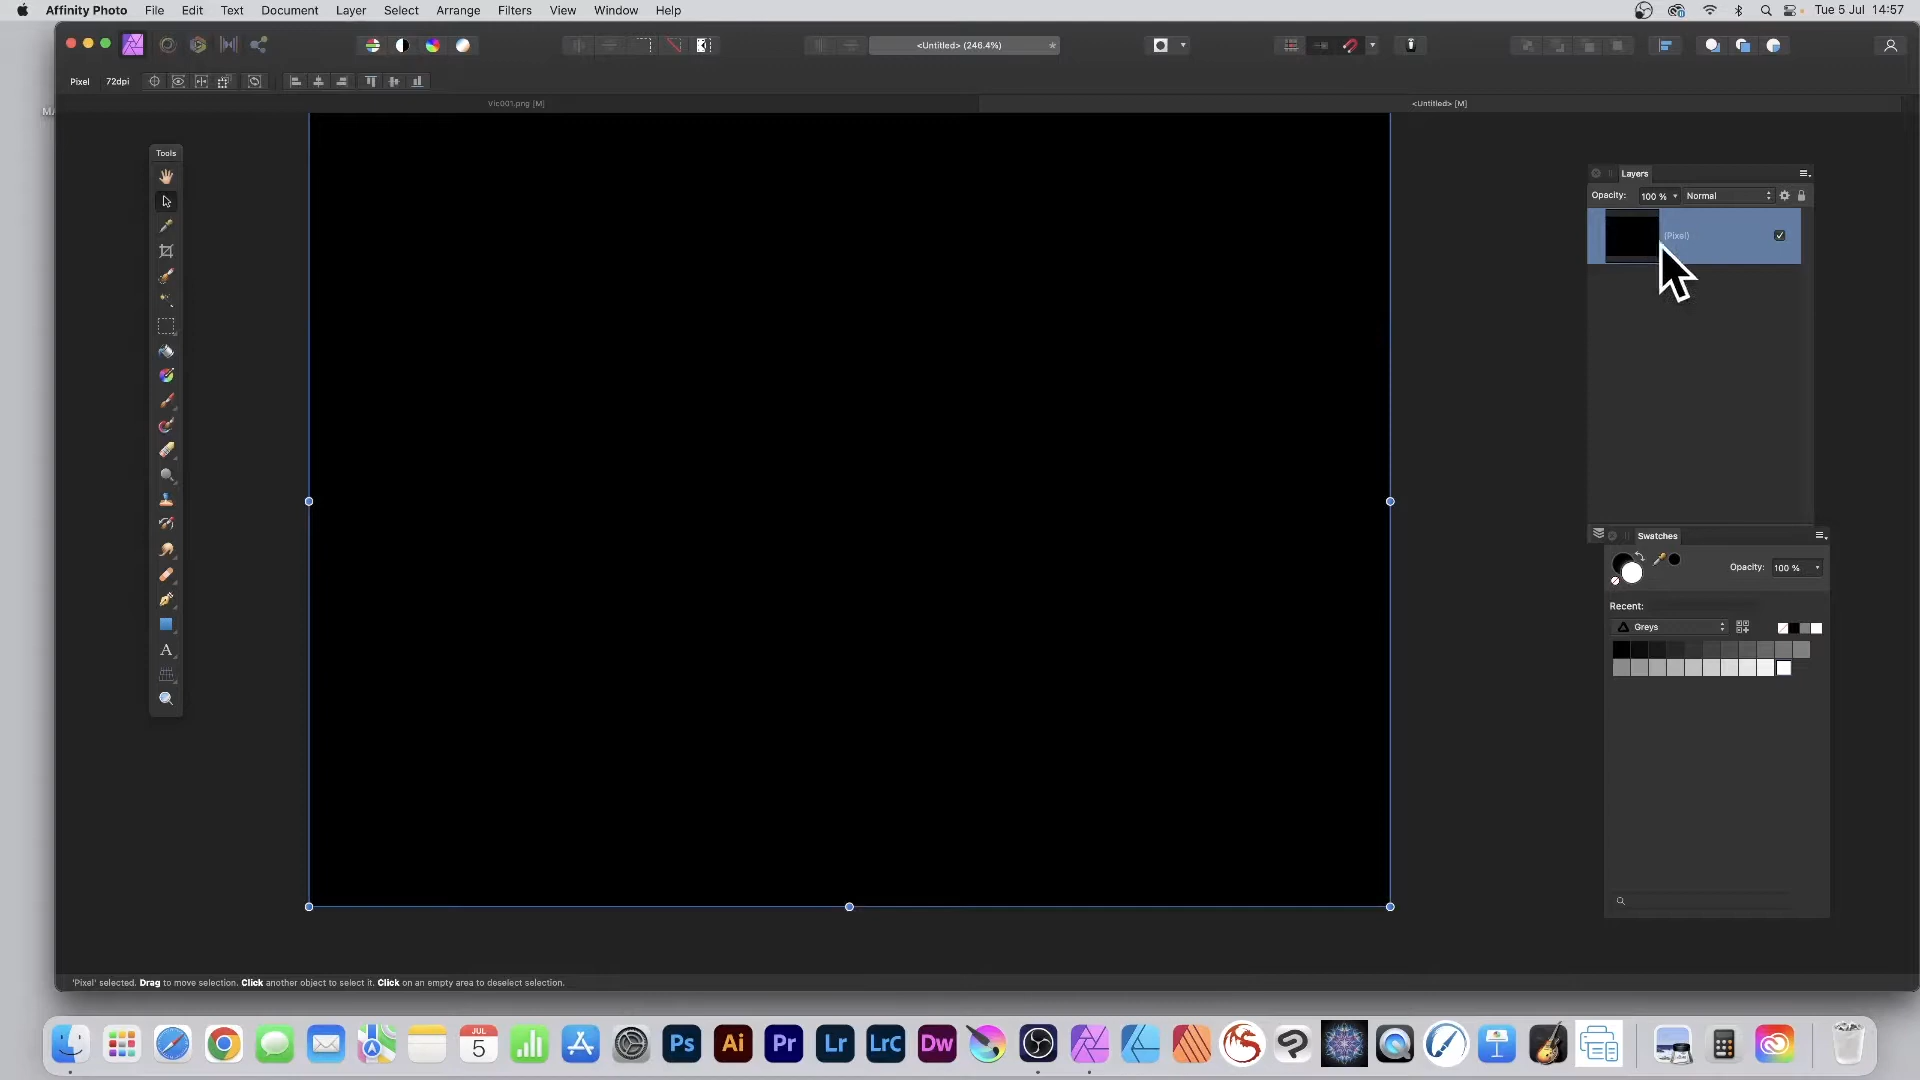 Affinity Photo File Edit Text Document Layer Select Arrange Filters View Window Help Tue 5 Jul 14:57
<Untitled> (246.4%)
Pixel 72dpi
Vic001.png [M] <Untitled> [M]
Tools
Layers
Opacity: 100 % Normal
(Pixel)
Swatches
Opacity: 100 %
Recent:
Greys
A
'Pixel' selected. Drag to move selection. Click another object to select it. Click on an empty area to deselect selection.
JUL
5
Ps Ai Pr Lr LrC Dw